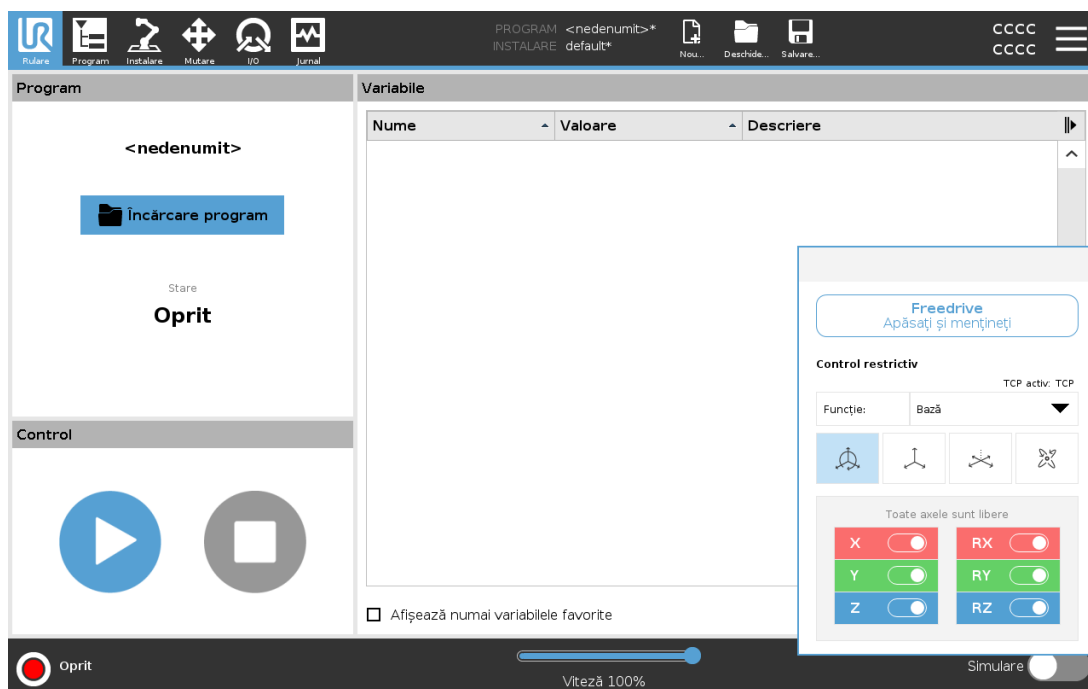 UR
Rulare
Program
Instalare
Mutare
I/O
Jurnal
PROGRAM <nedenumit>*
INSTALARE default*
Nou...
Deschide...
Salvare...
CCCC
CCCC
Program
<nedenumit>
Încărcare program
Stare
Oprit
Control
Variabile
Nume Valoare Descriere
Afișează numai variabilele favorite
Freedrive
Apăsați și mențineți
Control restrictiv
TCP activ: TCP
Funcție: Bază
Toate axele sunt libere
X RX
Y RY
Z RZ
Oprit
Viteză 100%
Simulare